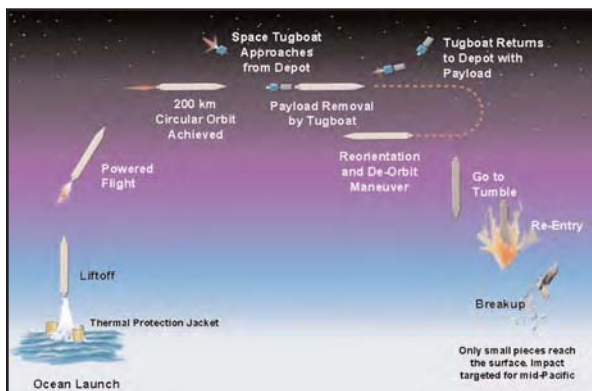 Space Tugboat
Approaches
from Depot
Tugboat Returns
to Depot with
Payload
200 km
Circular Orbit
Achieved
Payload Removal
by Tugboat
Reorientation
and De-Orbit
Maneuver
Powered
Flight
Go to
Tumble
Re-Entry
Liftoff
Breakup
Thermal Protection Jacket
Only small pieces reach
the surface. Impact
targeted for mid-Pacific
Ocean Launch